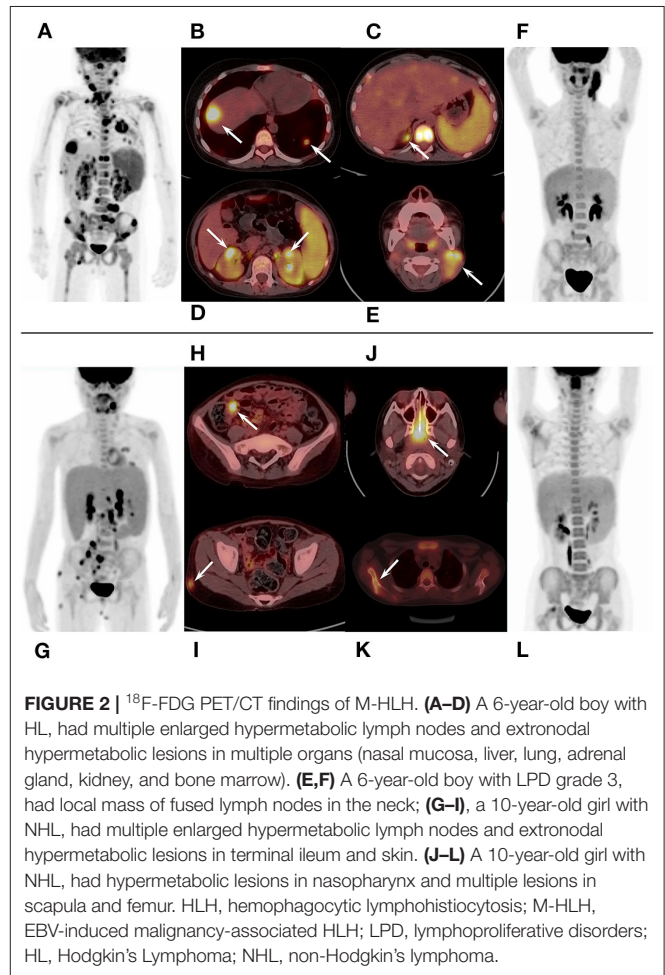 A
B
C
F
D
E
H
J
G
I
K
L
FIGURE 2 | ¹⁸F-FDG PET/CT findings of M-HLH. (A–D) A 6-year-old boy with
HL, had multiple enlarged hypermetabolic lymph nodes and extronodal
hypermetabolic lesions in multiple organs (nasal mucosa, liver, lung, adrenal
gland, kidney, and bone marrow). (E,F) A 6-year-old boy with LPD grade 3,
had local mass of fused lymph nodes in the neck; (G–I), a 10-year-old girl with
NHL, had multiple enlarged hypermetabolic lymph nodes and extronodal
hypermetabolic lesions in terminal ileum and skin. (J–L) A 10-year-old girl with
NHL, had hypermetabolic lesions in nasopharynx and multiple lesions in
scapula and femur. HLH, hemophagocytic lymphohistiocytosis; M-HLH,
EBV-induced malignancy-associated HLH; LPD, lymphoproliferative disorders;
HL, Hodgkin's Lymphoma; NHL, non-Hodgkin's lymphoma.